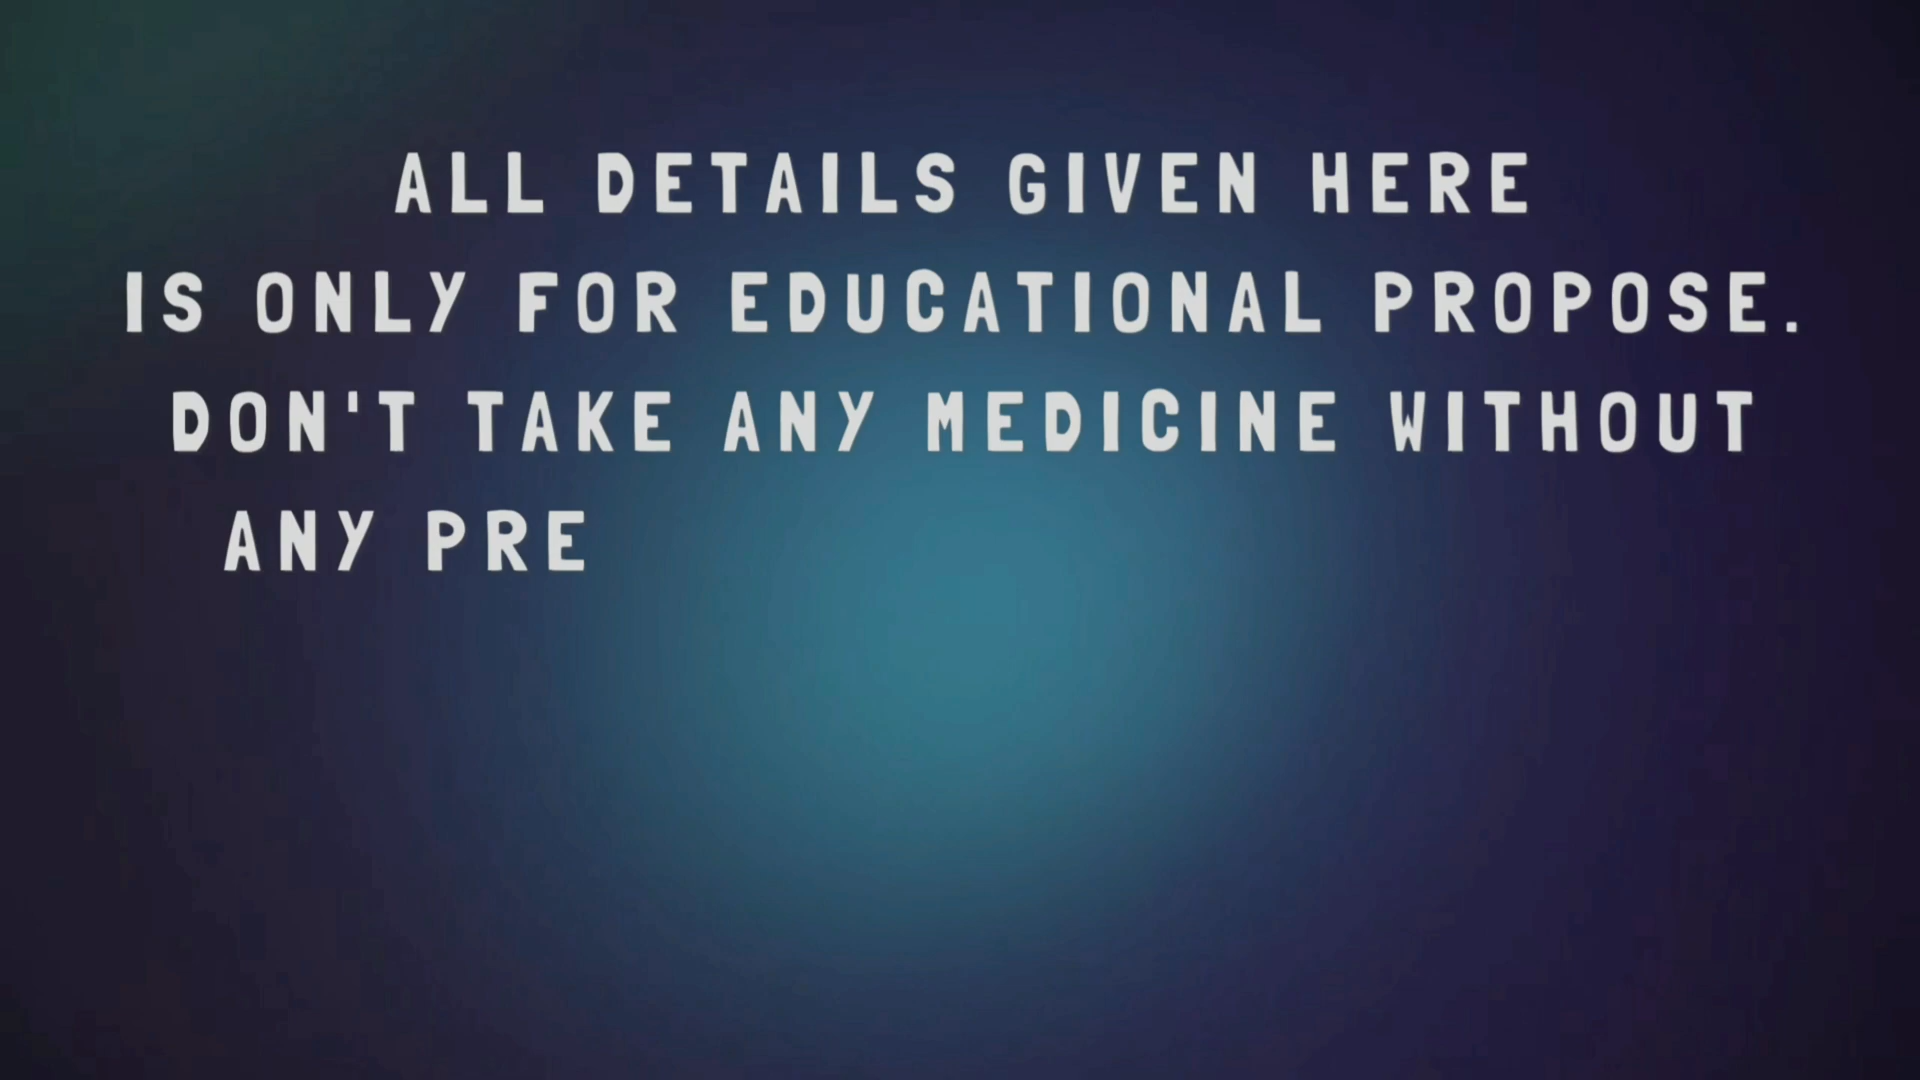 ALL DETAILS GIVEN HERE
IS ONLY FOR EDUCATIONAL PROPOSE.
DON'T TAKE ANY MEDICINE WITHOUT
ANY PRE